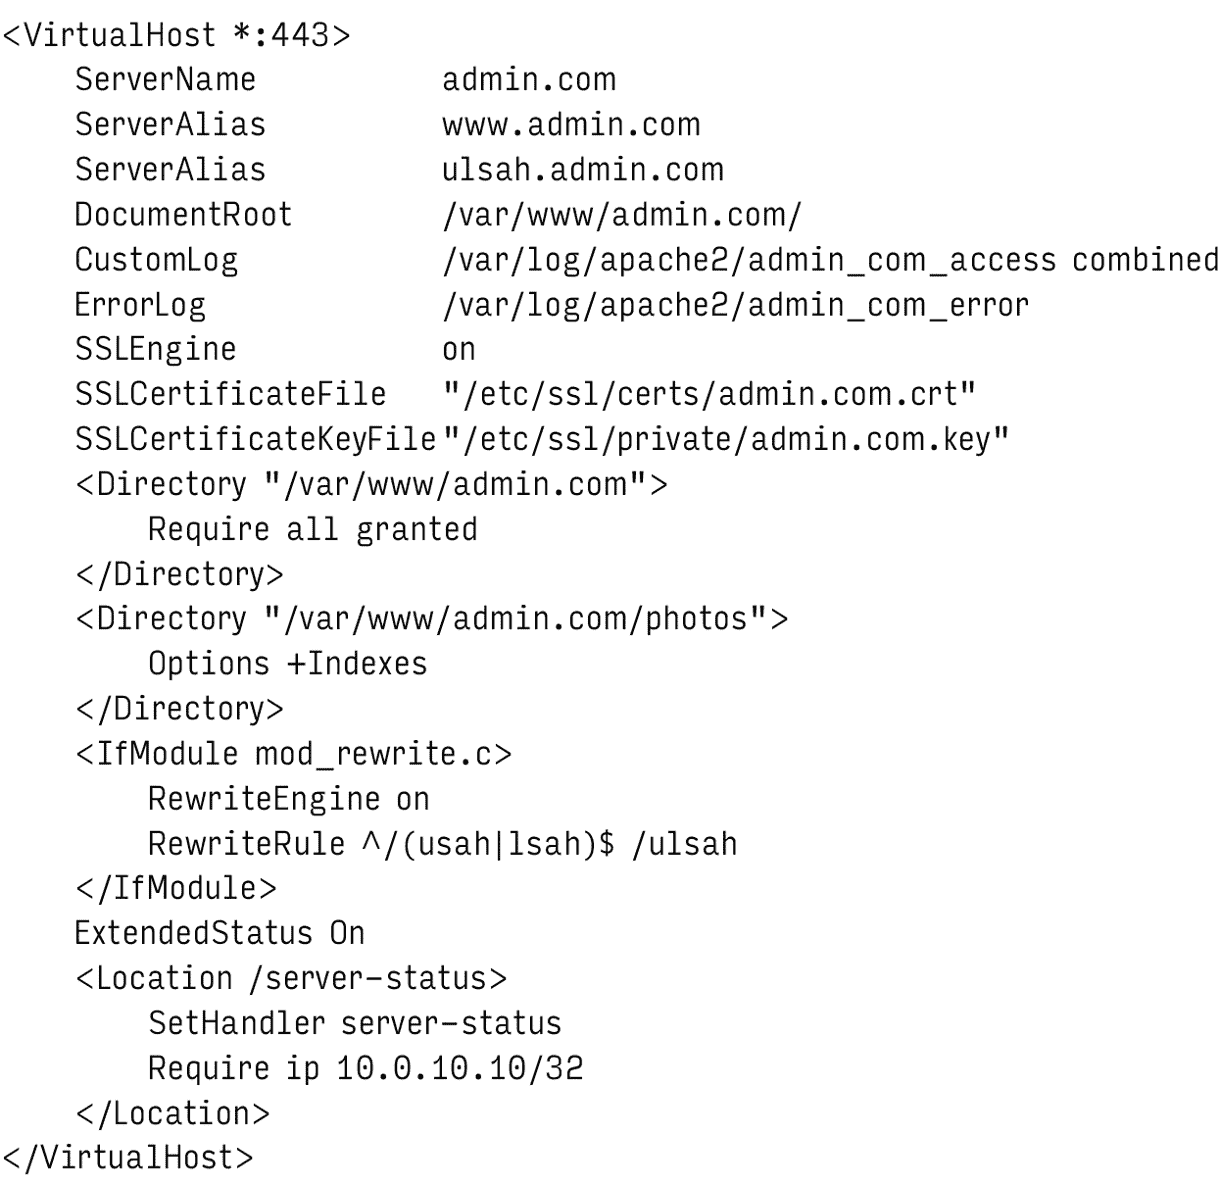 <VirtualHost *:443>
    ServerName          admin.com
    ServerAlias         www.admin.com
    ServerAlias         ulsah.admin.com
    DocumentRoot        /var/www/admin.com/
    CustomLog           /var/log/apache2/admin_com_access combined
    ErrorLog            /var/log/apache2/admin_com_error
    SSLEngine           on
    SSLCertificateFile  "/etc/ssl/certs/admin.com.crt"
    SSLCertificateKeyFile "/etc/ssl/private/admin.com.key"
    <Directory "/var/www/admin.com">
        Require all granted
    </Directory>
    <Directory "/var/www/admin.com/photos">
        Options +Indexes
    </Directory>
    <IfModule mod_rewrite.c>
        RewriteEngine on
        RewriteRule ^/(usah|lsah)$ /ulsah
    </IfModule>
    ExtendedStatus On
    <Location /server-status>
        SetHandler server-status
        Require ip 10.0.10.10/32
    </Location>
</VirtualHost>